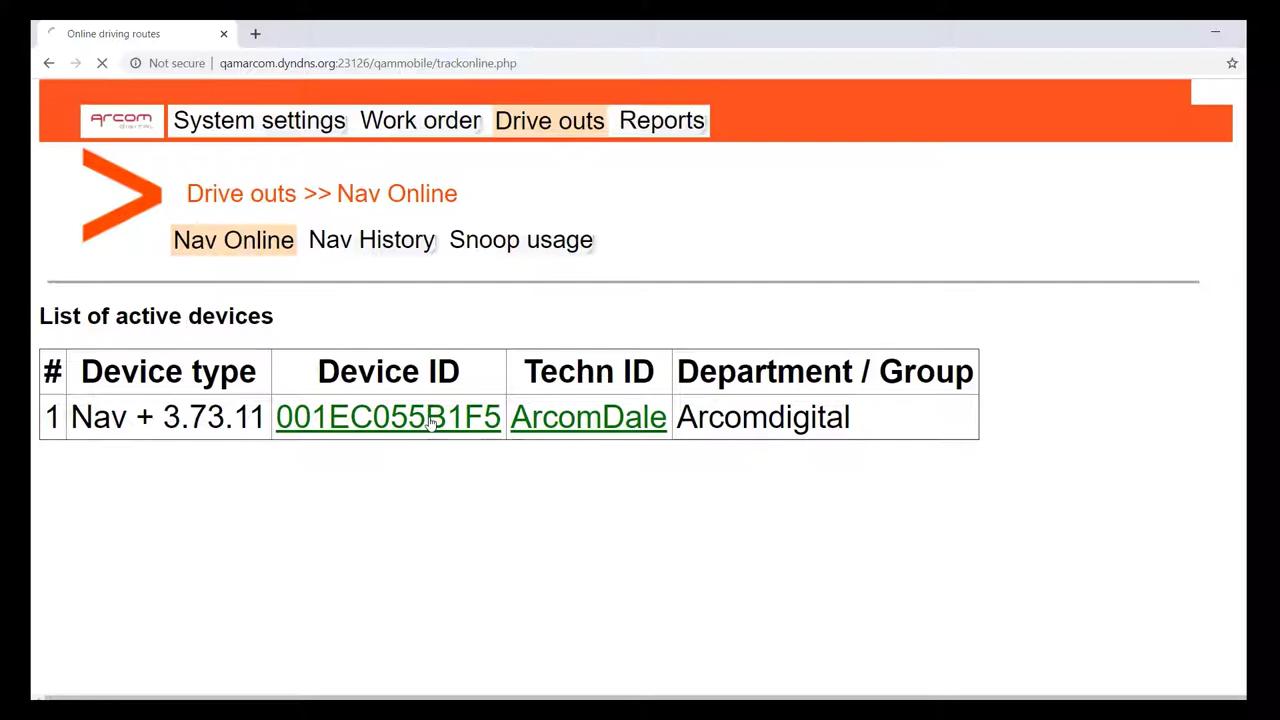 Online driving routes
Not secure qamarcom.dyndns.org:23126/qammobile/trackonline.php
arcom System settings Work order Drive outs Reports
DIGITAL
> Drive outs >> Nav Online
Nav Online Nav History Snoop usage
List of active devices
# Device type Device ID Techn ID Department / Group
1 Nav + 3.73.11 001EC055B1F5 ArcomDale Arcomdigital